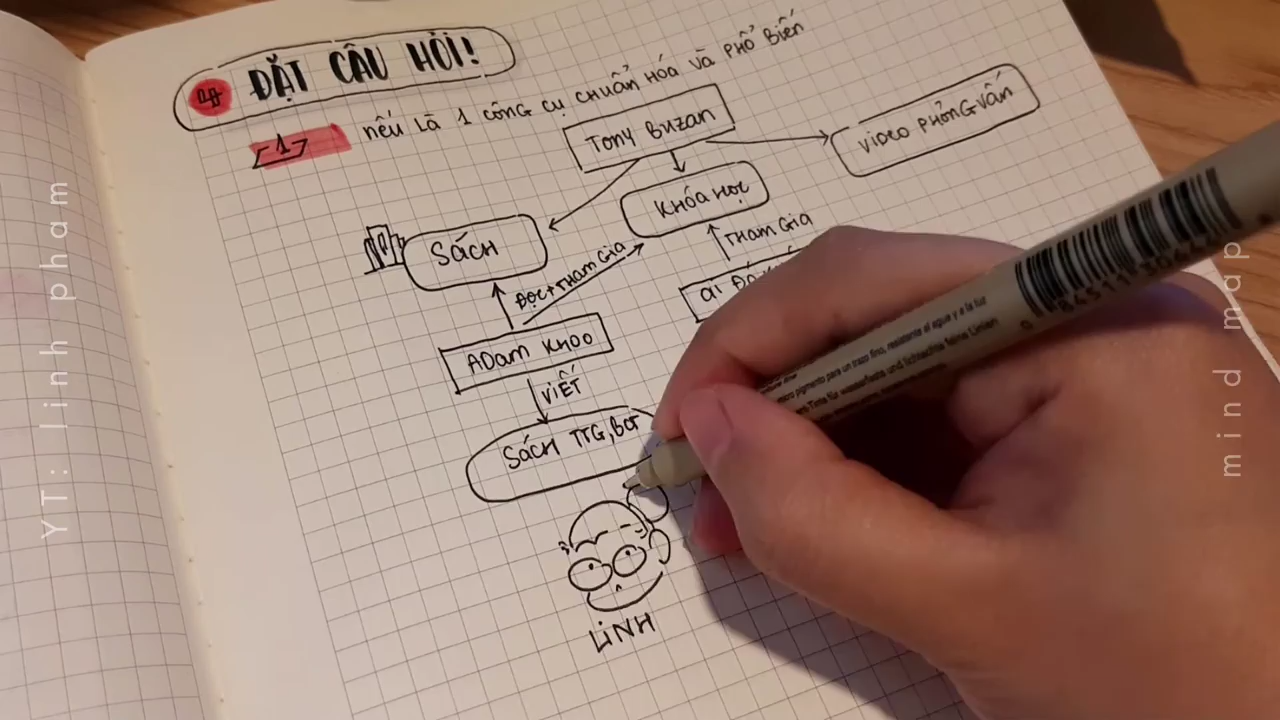 4 ĐẶT CÂU HỎI!
1 nếu là 1 công cụ chuẩn hóa và phổ biến
Tony Buzan
Video phỏng vấn
Khóa học
Sách
Tham gia
Đọc + tham gia
ai
Adam Khoo
Viết
Sách TTG,
LINH
YT: linh pham
mind map